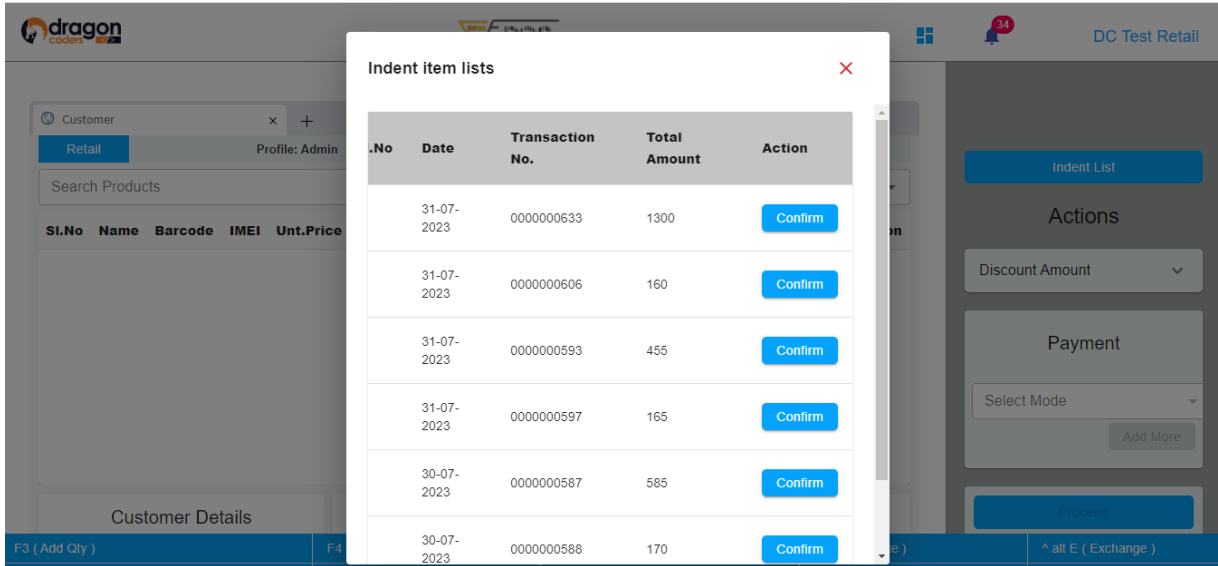 dragon
coders </>
34
DC Test Retail
Indent item lists
Customer
Retail
Profile: Admin
Search Products
Sl.No Name Barcode IMEI Unt.Price
on
.No Date Transaction No. Total Amount Action
31-07-2023 0000000633 1300 Confirm
31-07-2023 0000000606 160 Confirm
31-07-2023 0000000593 455 Confirm
31-07-2023 0000000597 165 Confirm
30-07-2023 0000000587 585 Confirm
30-07-2023 0000000588 170 Confirm
Indent List
Actions
Discount Amount
Payment
Select Mode
Add More
Proceed
Customer Details
F3 ( Add Qty )
F4
e )
^ alt E ( Exchange )